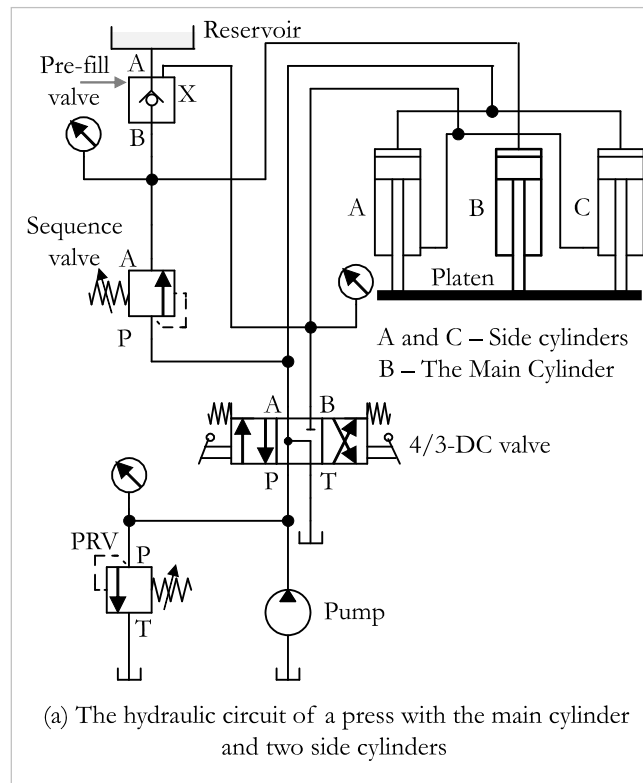 Reservoir
A
Pre-fill
valve
X
B
Sequence
valve
A
P
A
B
C
Platen
A and C – Side cylinders
B – The Main Cylinder
A
B
4/3-DC valve
P
T
PRV
P
T
Pump
(a) The hydraulic circuit of a press with the main cylinder
and two side cylinders